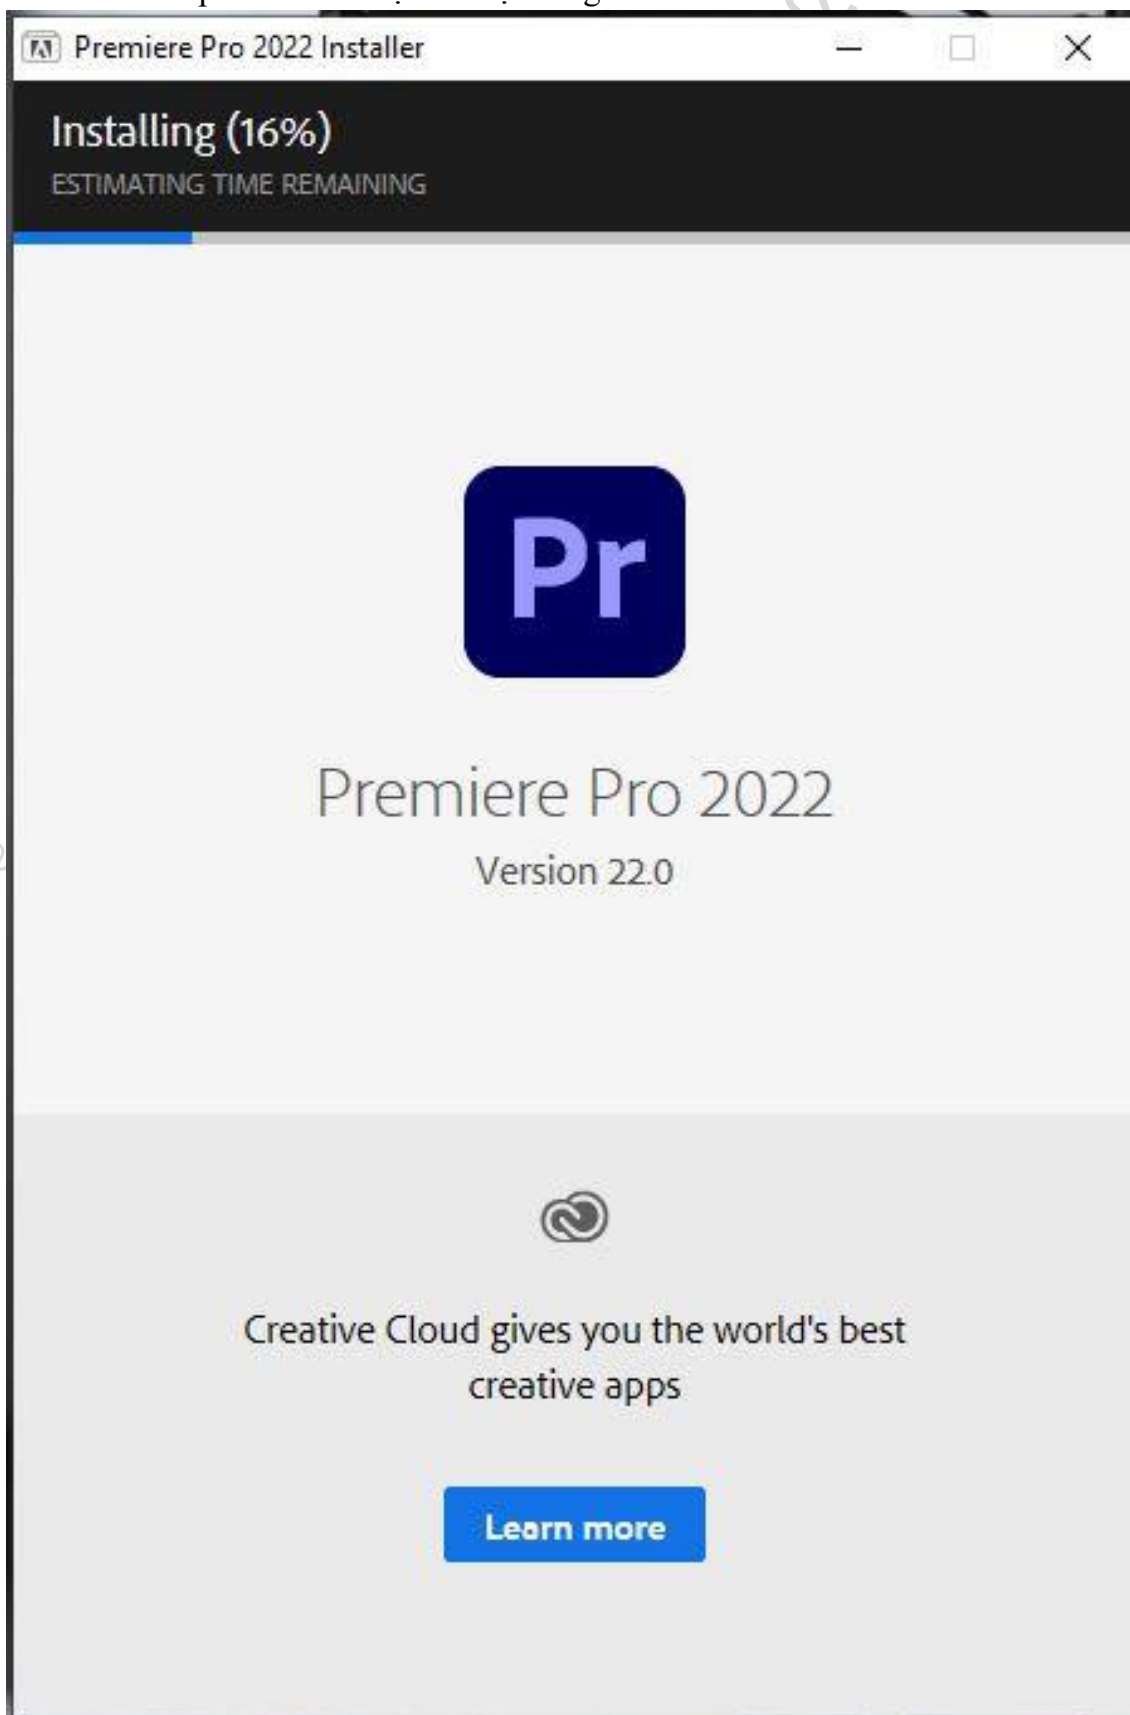 Premiere Pro 2022 Installer
Installing (16%)
ESTIMATING TIME REMAINING
Pr
Premiere Pro 2022
Version 22.0
Creative Cloud gives you the world's best
creative apps
Learn more